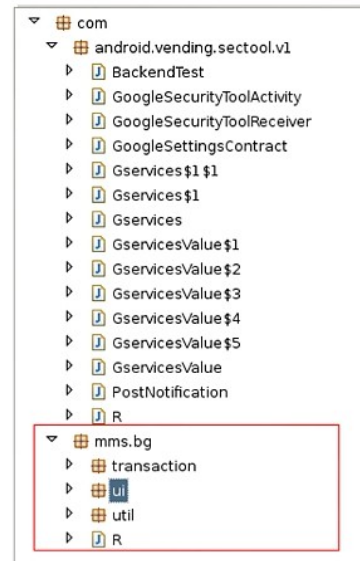 com
android.vending.sectool.v1
BackendTest
GoogleSecurityToolActivity
GoogleSecurityToolReceiver
GoogleSettingsContract
Gservices$1$1
Gservices$1
Gservices
GservicesValue$1
GservicesValue$2
GservicesValue$3
GservicesValue$4
GservicesValue$5
GservicesValue
PostNotification
R
mms.bg
transaction
ui
util
R